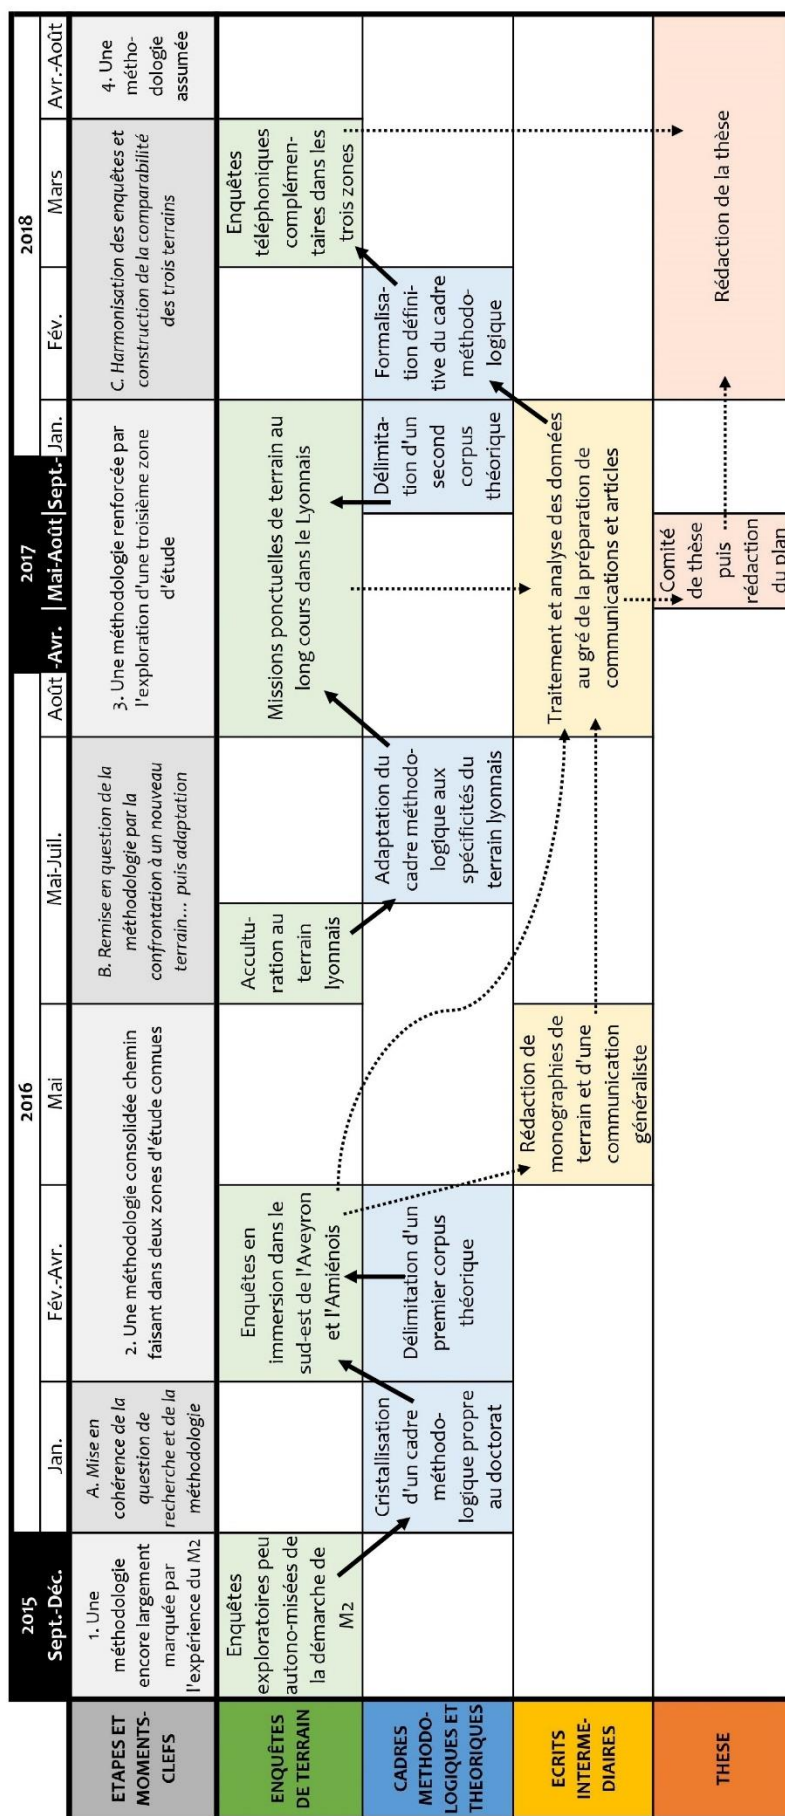 2015
2016
2017
2018
Sept.-Déc.
Jan.
Fév.-Avr.
Mai
Mai-Juil.
Août
-Avr.
| Mai-Août |
Sept.-
Jan.
Fév.
Mars
Avr.-Août
ETAPES ET
MOMENTS-
CLEFS
1. Une
méthodologie
encore largement
marquée par
l'expérience du M2
A. Mise en
cohérence de la
question de
recherche et de la
méthodologie
2. Une méthodologie consolidée chemin
faisant dans deux zones d'étude connues
B. Remise en question de la
méthodologie par la
confrontation à un nouveau
terrain... puis adaptation
3. Une méthodologie renforcée par
l'exploration d'une troisième zone
d'étude
C. Harmonisation des enquêtes et
construction de la comparabilité
des trois terrains
4. Une
métho-
dologie
assumée
ENQUÊTES
DE TERRAIN
Enquêtes
exploratoires peu
autono-misées de
la démarche de
M2
Enquêtes en
immersion dans le
sud-est de l'Aveyron
et l'Amiénois
Accultu-
ration au
terrain
lyonnais
Missions ponctuelles de terrain au
long cours dans le Lyonnais
Enquêtes
téléphoniques
complémen-
taires dans les
trois zones
CADRES
METHODO-
LOGIQUES ET
THEORIQUES
Cristallisation
d'un cadre
méthodo-
logique propre
au doctorat
Délimitation d'un
premier corpus
théorique
Adaptation du
cadre méthodo-
logique aux
spécificités du
terrain lyonnais
Délimita-
tion d'un
second
corpus
théorique
Formalisa-
tion défini-
tive du cadre
méthodo-
logique
ECRITS
INTERME-
DIAIRES
Rédaction de
monographies de
terrain et d'une
communication
généraliste
Traitement et analyse des données
au gré de la préparation de
communications et articles
THESE
Comité
de thèse
puis
rédaction
du plan
Rédaction de la thèse